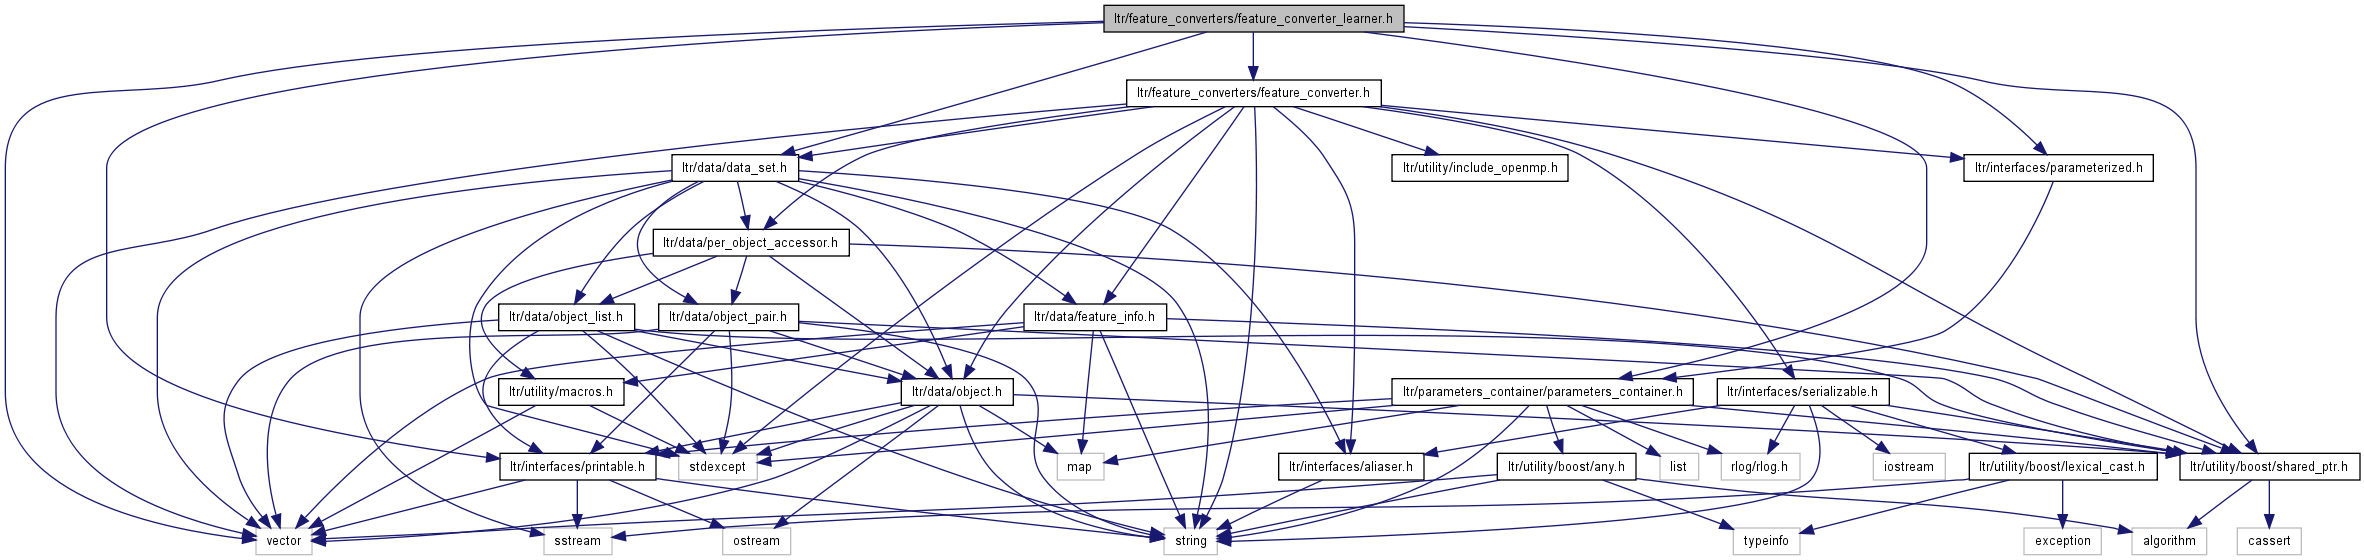 ltr/feature_converters/feature_converter_learner.h
ltr/feature_converters/feature_converter.h
ltr/data/data_set.h
ltr/utility/include_openmp.h
ltr/interfaces/parameterized.h
ltr/data/per_object_accessor.h
ltr/data/object_list.h
ltr/data/object_pair.h
ltr/data/feature_info.h
ltr/utility/macros.h
ltr/data/object.h
ltr/parameters_container/parameters_container.h
ltr/interfaces/serializable.h
ltr/interfaces/printable.h
stdexcept
map
ltr/interfaces/aliaser.h
ltr/utility/boost/any.h
list
rlog/rlog.h
iostream
ltr/utility/boost/lexical_cast.h
ltr/utility/boost/shared_ptr.h
vector
sstream
ostream
string
typeinfo
exception
algorithm
cassert